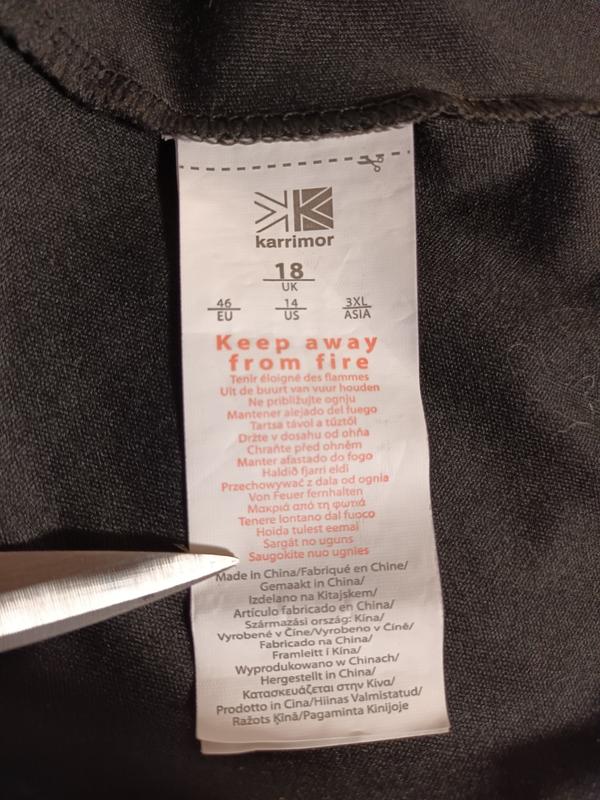 karrimor
18
UK
46 14 3XL
EU US ASIA
Keep away
from fire
Tenir éloigné des flammes
Uit de buurt van vuur houden
Ne približujte ognju
Mantener alejado del fuego
Tartsa távol a tűztől
Držte v dosahu od ohňa
Chraňte před ohněm
Manter afastado do fogo
Haldið fjarri eldi
Przechowywać z dala od ognia
Von Feuer fernhalten
Μακριά από τη φωτιά
Tenere lontano dal fuoco
Hoida tulest eemal
Sargāt no uguns
Saugokite nuo ugnies
Made in China/Fabriqué en Chine/
Gemaakt in China/
Izdelano na Kitajskem/
Artículo fabricado en China/
Származási ország: Kína/
Vyrobené v Číne/Vyrobeno v Číně/
Fabricado na China/
Framleitt í Kína/
Wyprodukowano w Chinach/
Hergestellt in China/
Κατασκευάζεται στην Κίνα/
Prodotto in Cina/Hiinas Valmistatud/
Ražots Ķīnā/Pagaminta Kinijoje